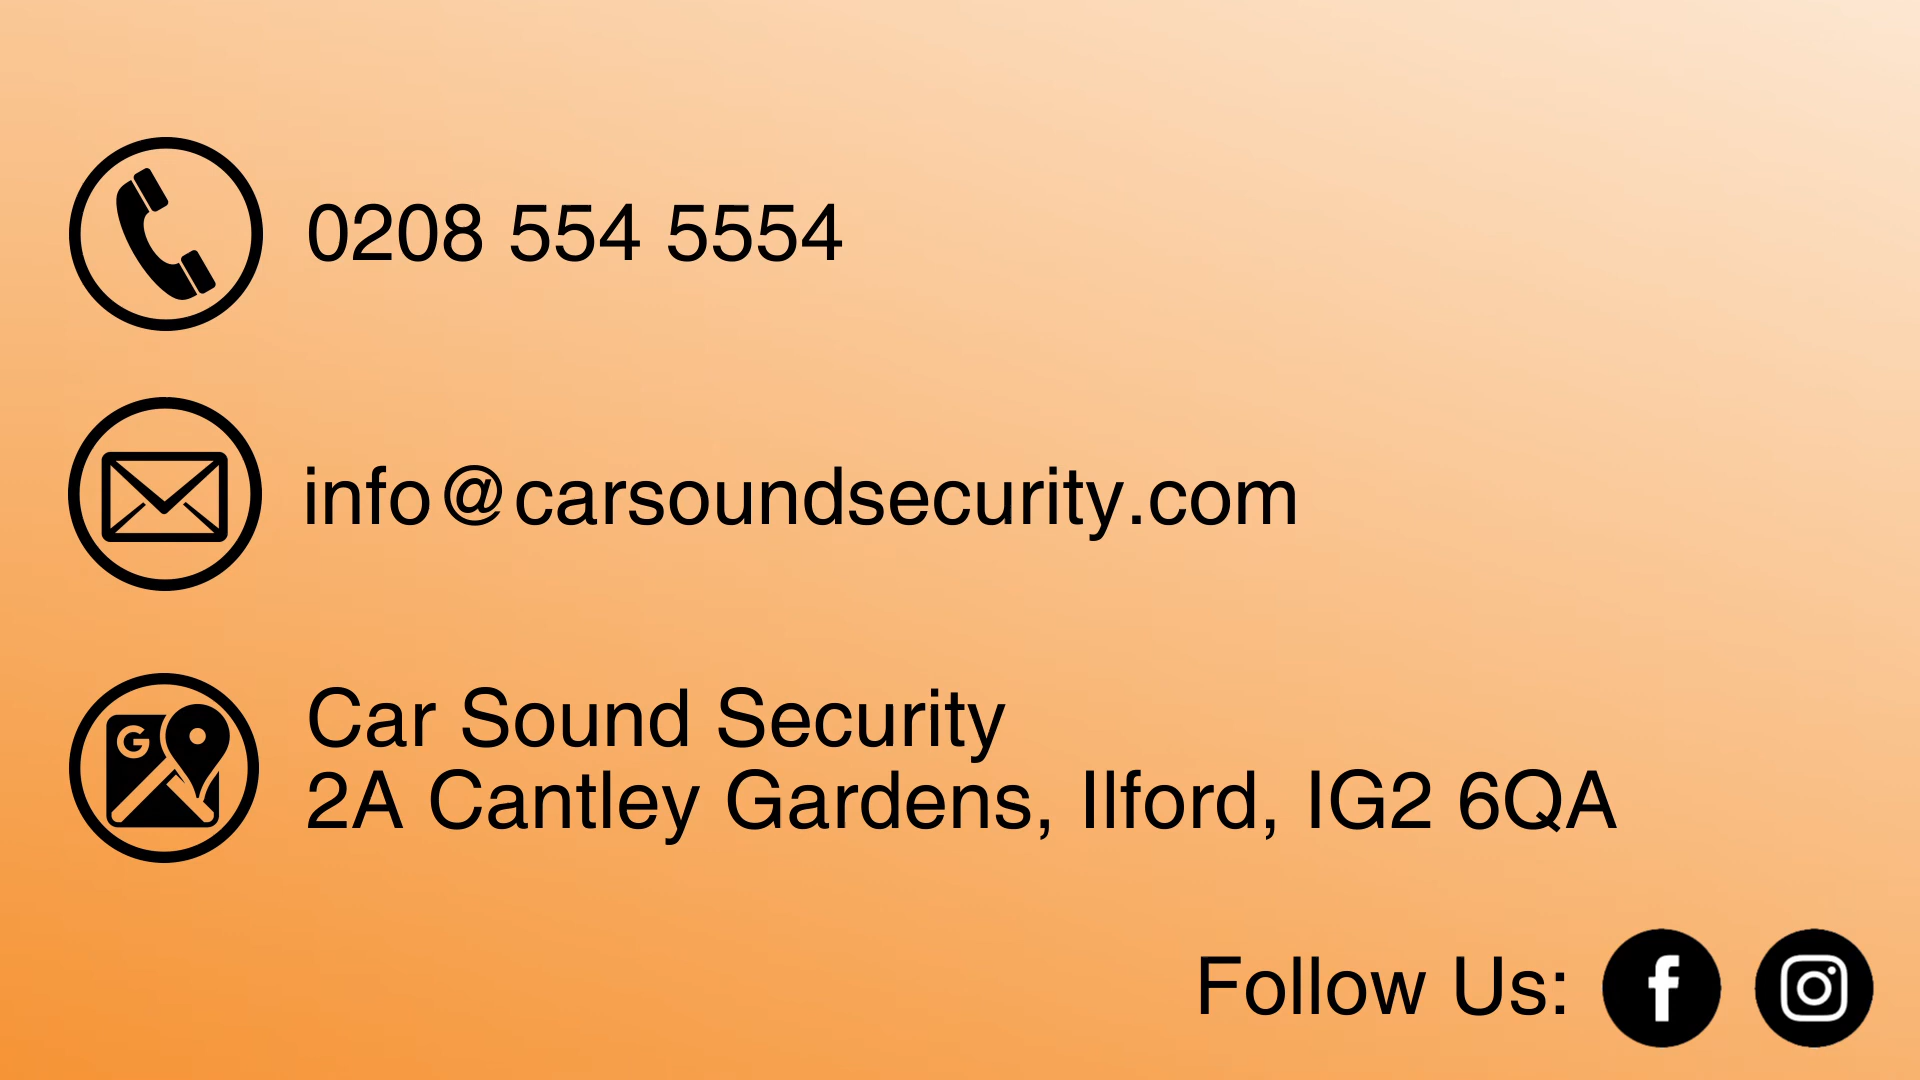 0208 554 5554
info@carsoundsecurity.com
Car Sound Security
2A Cantley Gardens, Ilford, IG2 6QA
Follow Us: